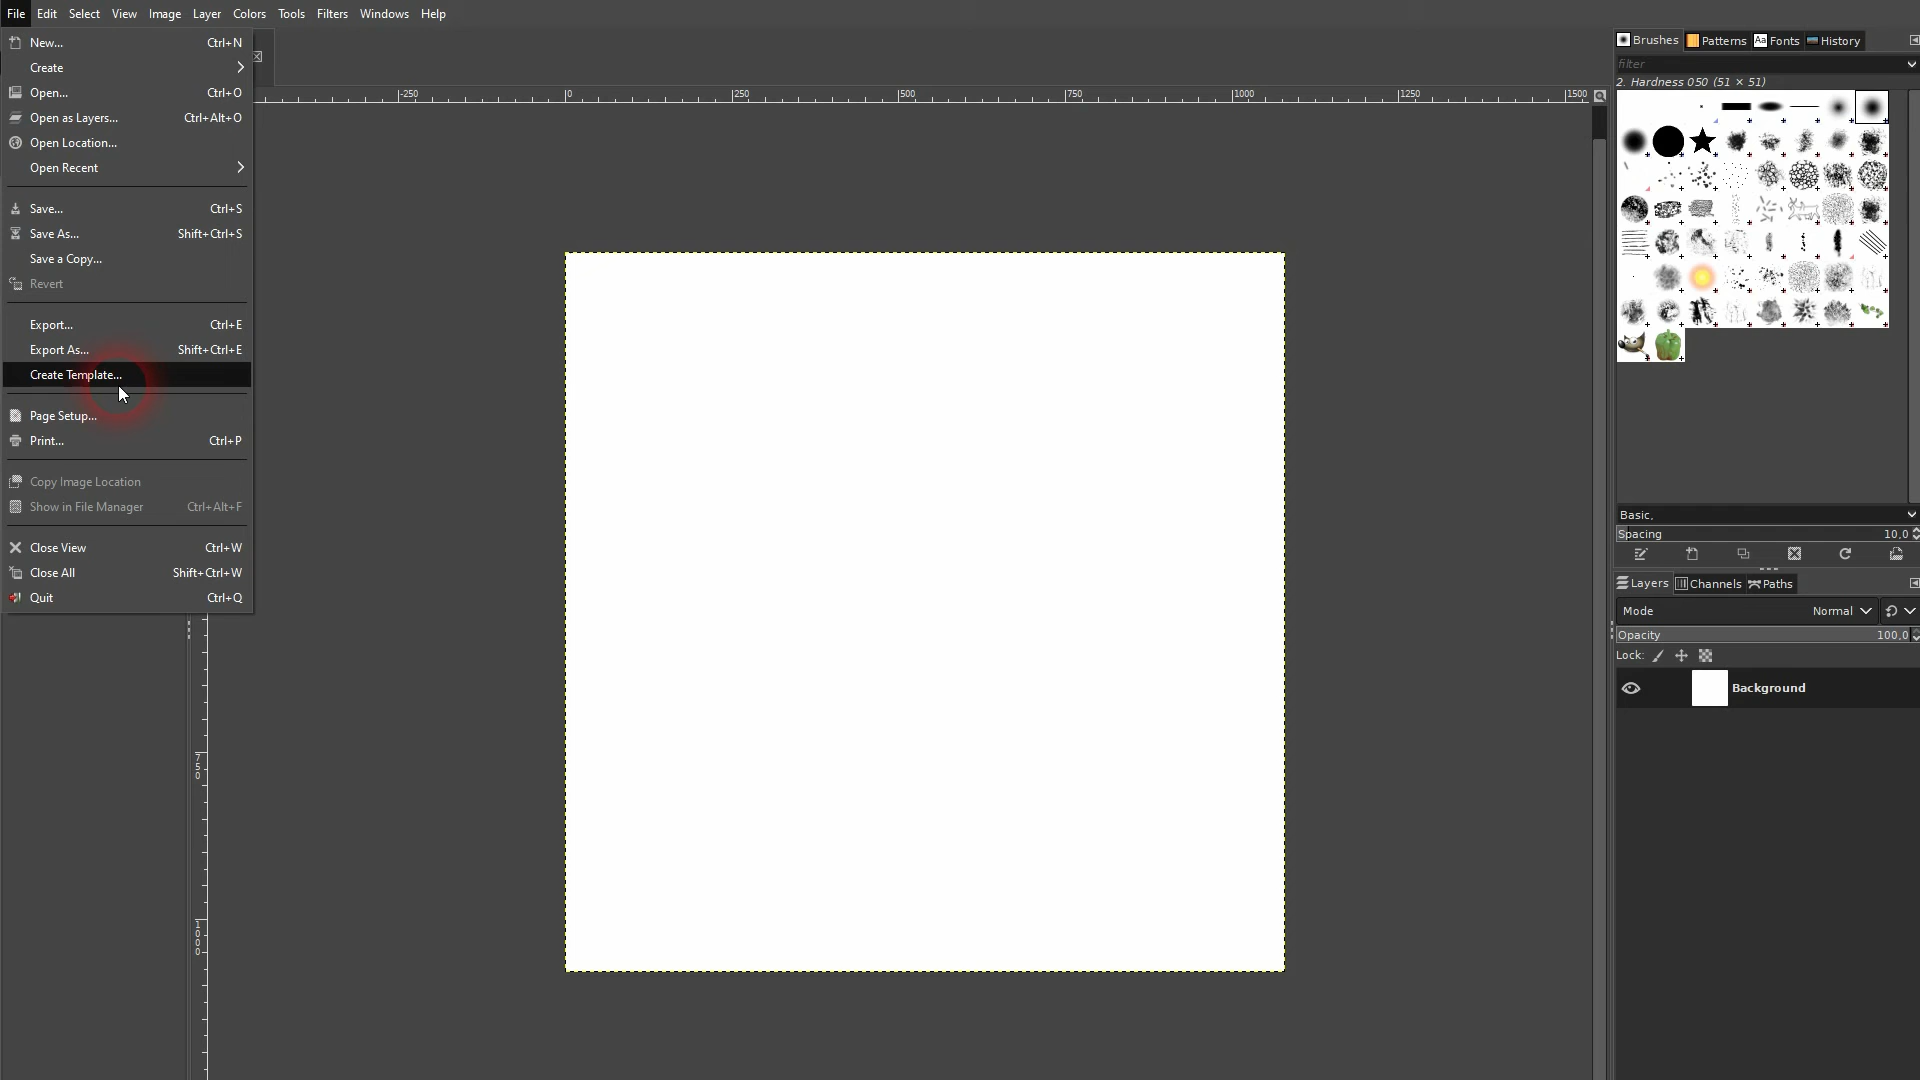 File Edit Select View Image Layer Colors Tools Filters Windows Help
New... Ctrl+N
Create
Open... Ctrl+O
Open as Layers... Ctrl+Alt+O
Open Location...
Open Recent
Save... Ctrl+S
Save As... Shift+Ctrl+S
Save a Copy...
Revert
Export... Ctrl+E
Export As... Shift+Ctrl+E
Create Template...
Page Setup...
Print... Ctrl+P
Copy Image Location
Show in File Manager Ctrl+Alt+F
Close View Ctrl+W
Close All Shift+Ctrl+W
Quit Ctrl+Q
-250 0 250 500 750 1000 1250 1500
750
1000
Brushes Aa Patterns Fonts History
filter
2. Hardness 050 (51 × 51)
Basic,
Spacing 10,0
Layers Channels Paths
Mode Normal
Opacity 100,0
Lock:
Background